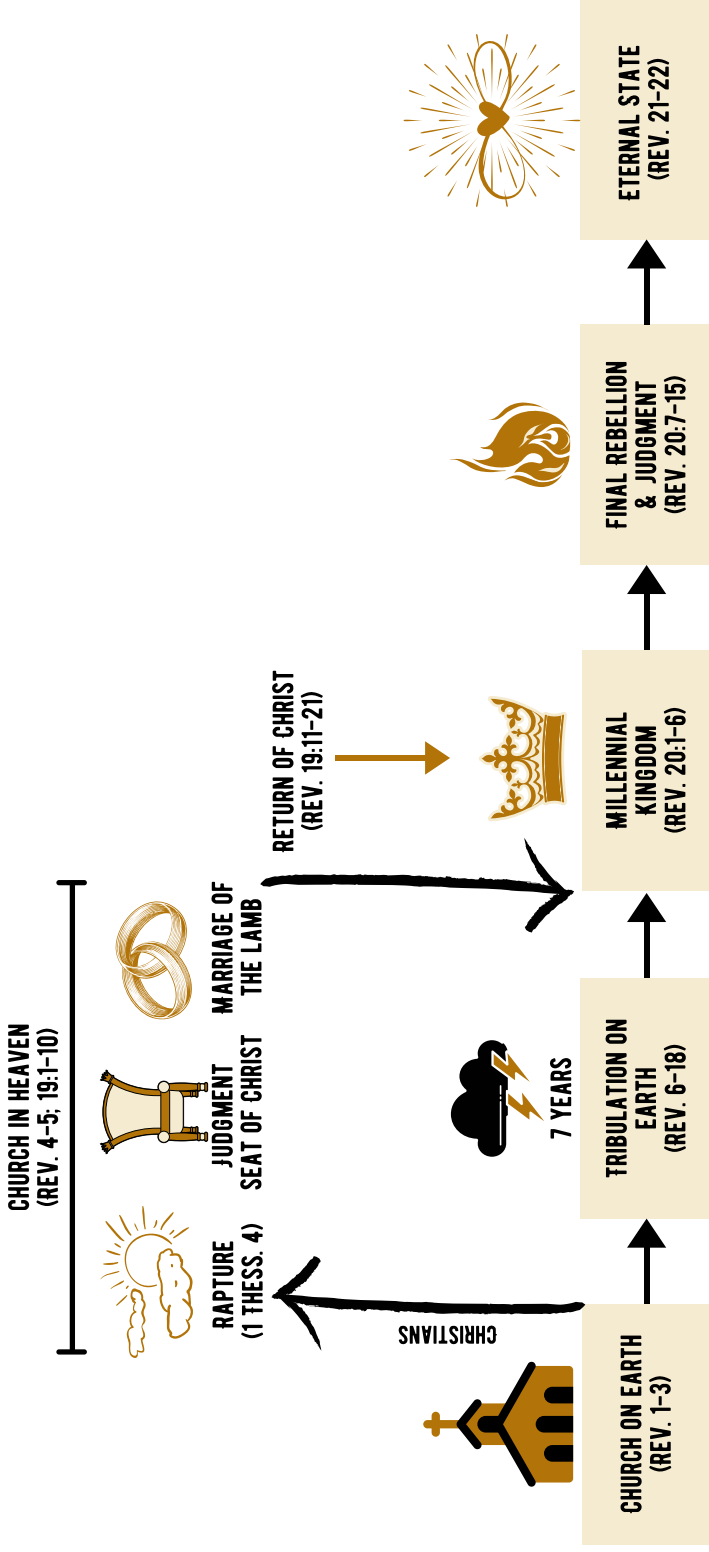 CHURCH IN HEAVEN
(REV. 4-5; 19:1-10)
RAPTURE
(1 THESS. 4)
JUDGMENT
SEAT OF CHRIST
MARRIAGE OF
THE LAMB
RETURN OF CHRIST
(REV. 19:11-21)
CHRISTIANS
7 YEARS
CHURCH ON EARTH
(REV. 1-3)
TRIBULATION ON
EARTH
(REV. 6-18)
MILLENNIAL
KINGDOM
(REV. 20:1-6)
FINAL REBELLION
& JUDGMENT
(REV. 20:7-15)
ETERNAL STATE
(REV. 21-22)